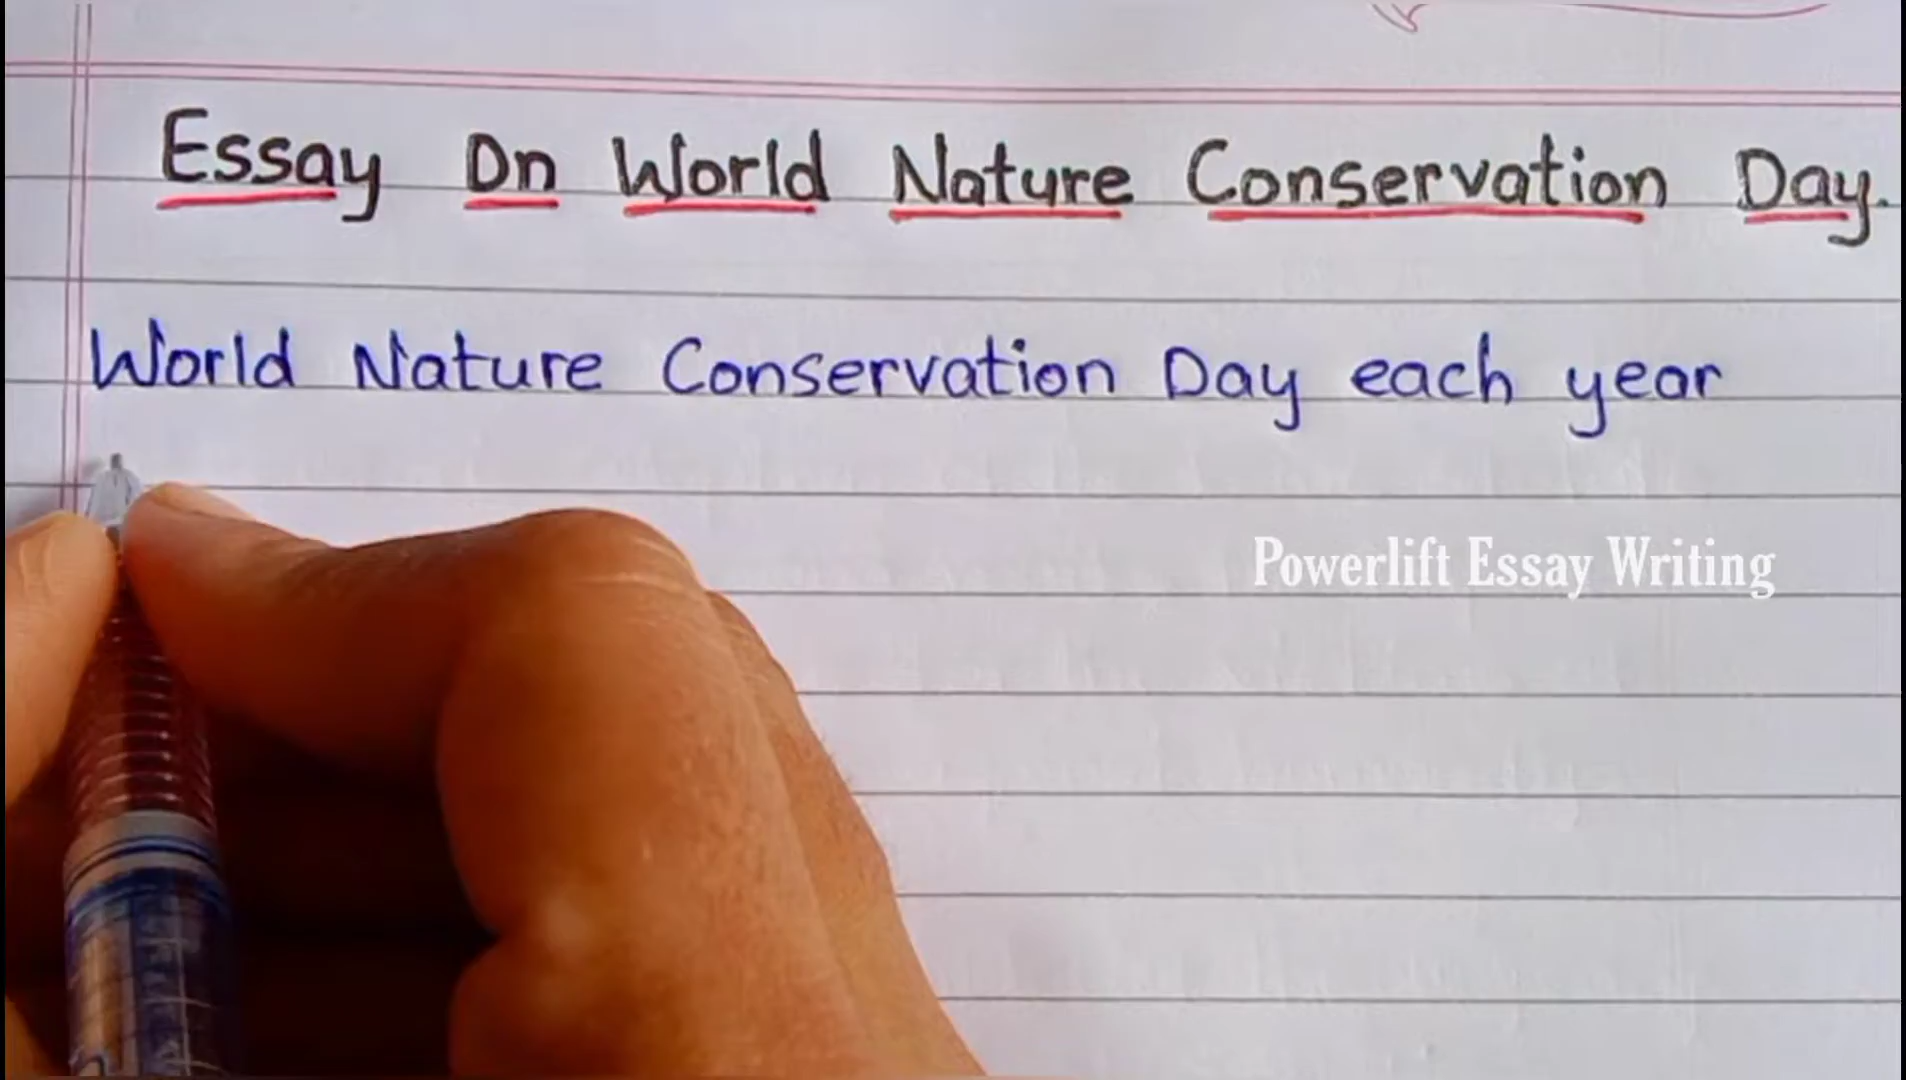 Essay On World Nature Conservation Day.
World Nature Conservation Day each year
Powerlift Essay Writing